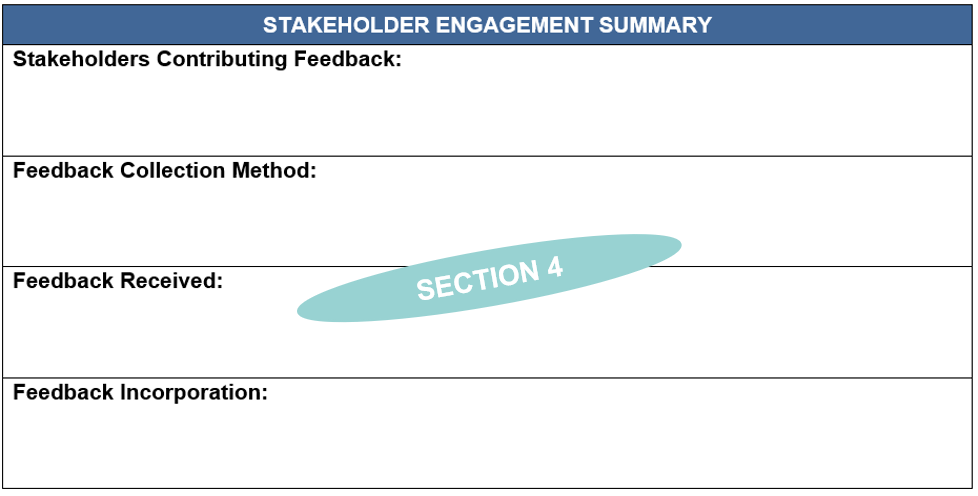 STAKEHOLDER ENGAGEMENT SUMMARY
Stakeholders Contributing Feedback:
Feedback Collection Method:
SECTION 4
Feedback Received:
Feedback Incorporation: